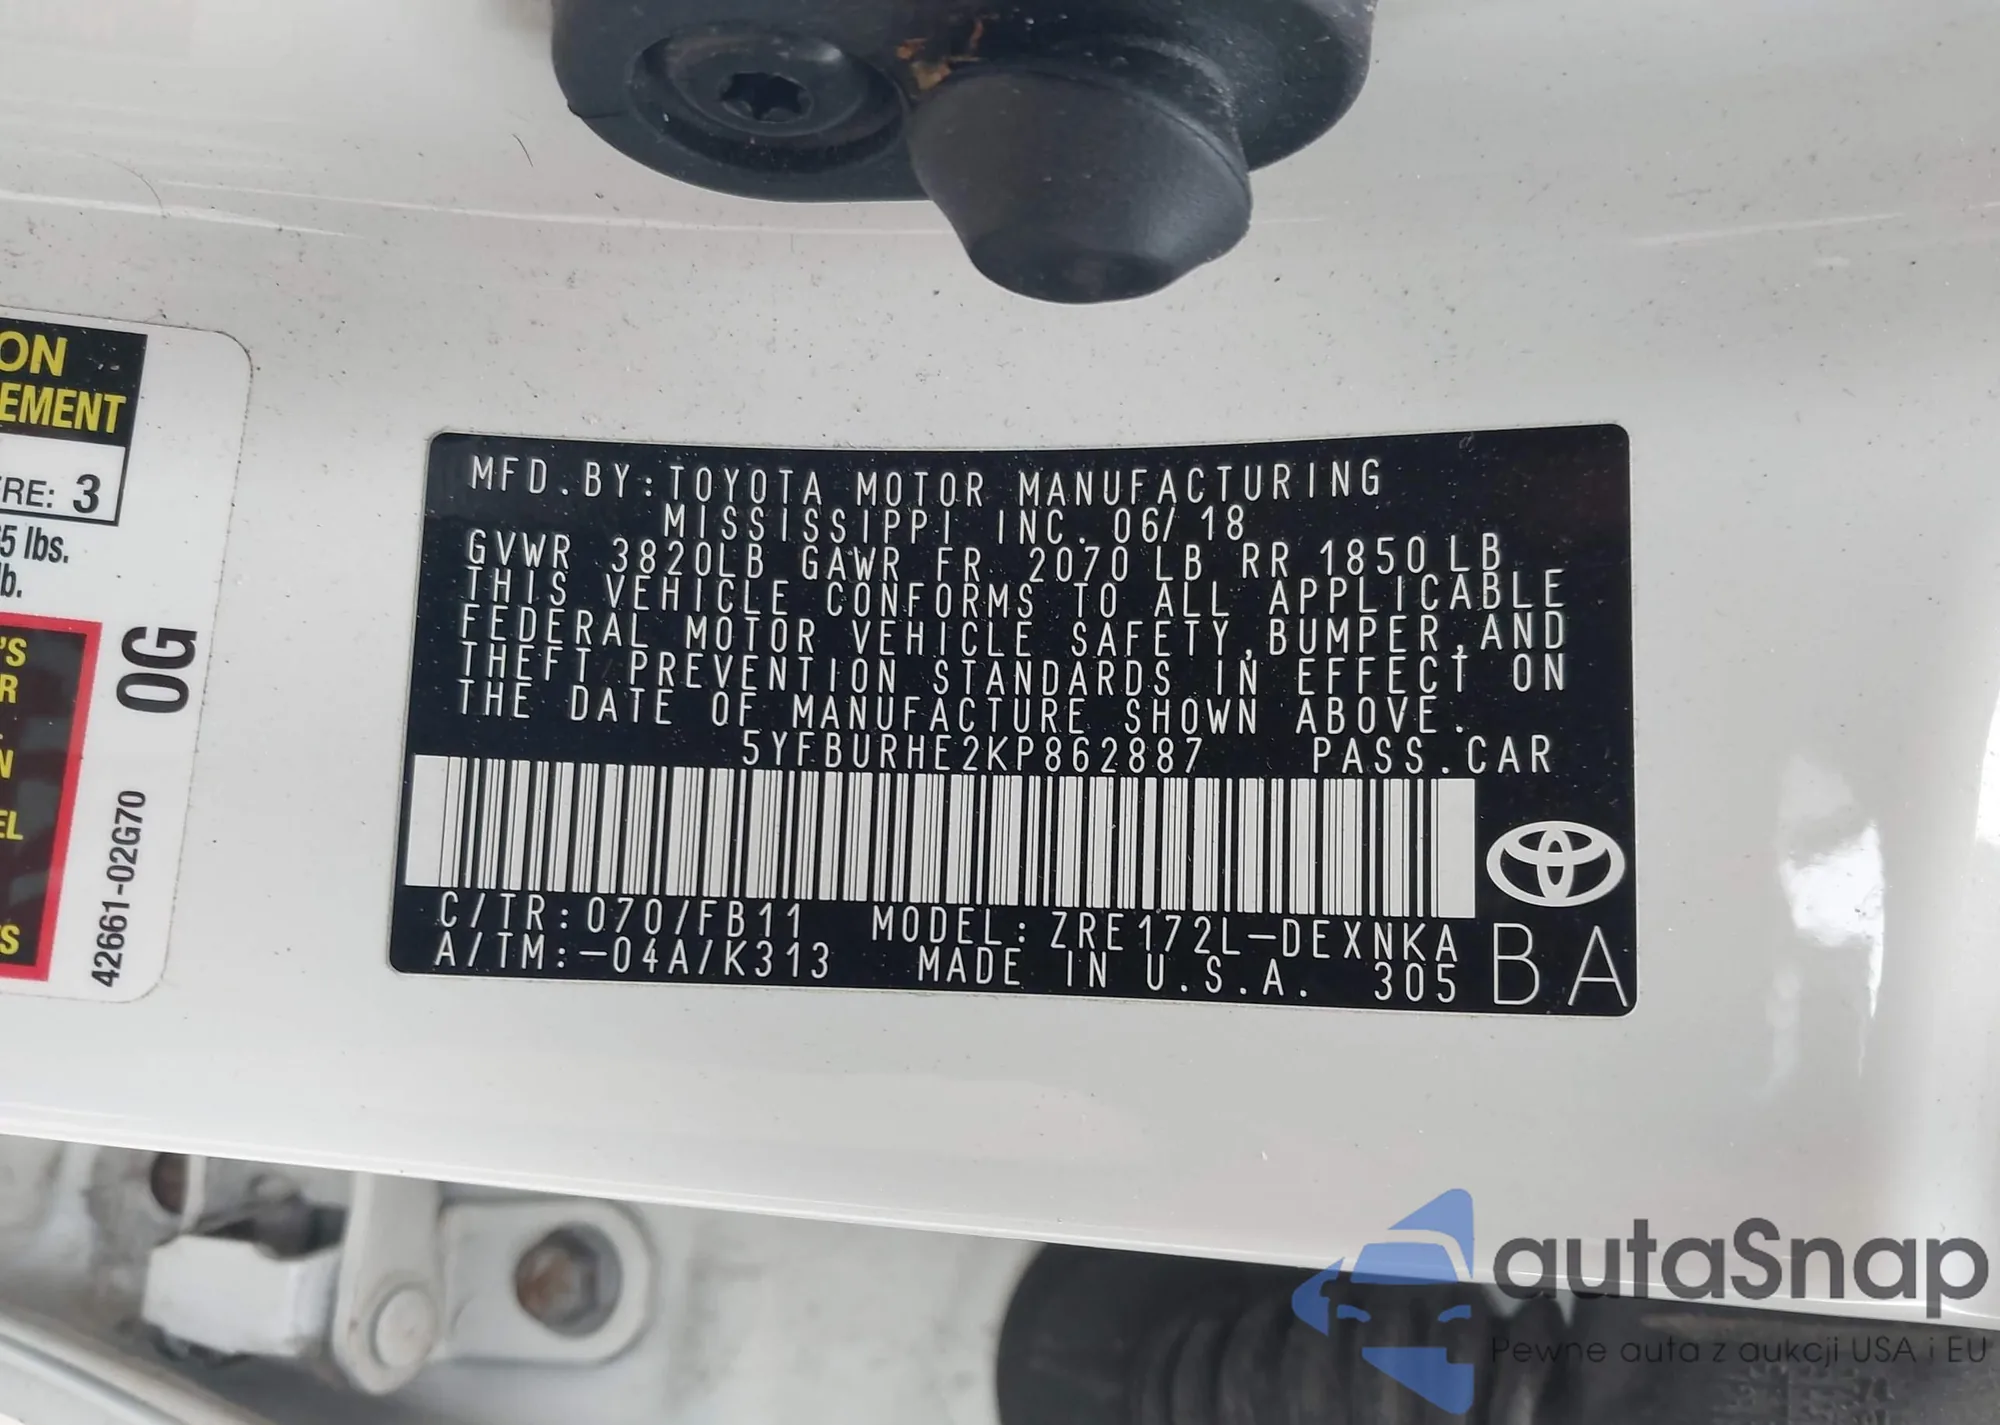 ON
EMENT
RE: 3
5 lbs.
lb.
'S
R
N
EL
TS
0G
42661-02G70
MFD.BY:TOYOTA MOTOR MANUFACTURING
MISSISSIPPI INC. 06/18
GVWR 3820LB GAWR FR 2070 LB RR 1850 LB
THIS VEHICLE CONFORMS TO ALL APPLICABLE
FEDERAL MOTOR VEHICLE SAFETY,BUMPER,AND
THEFT PREVENTION STANDARDS IN EFFECT ON
THE DATE OF MANUFACTURE SHOWN ABOVE.
5YFBURHE2KP862887 PASS.CAR
C/TR:070/FB11 MODEL:ZRE172L-DEXNKA
A/TM:-04A/K313 MADE IN U.S.A. 305
BA
autaSnap
Pewne auta z aukcji USA i EU